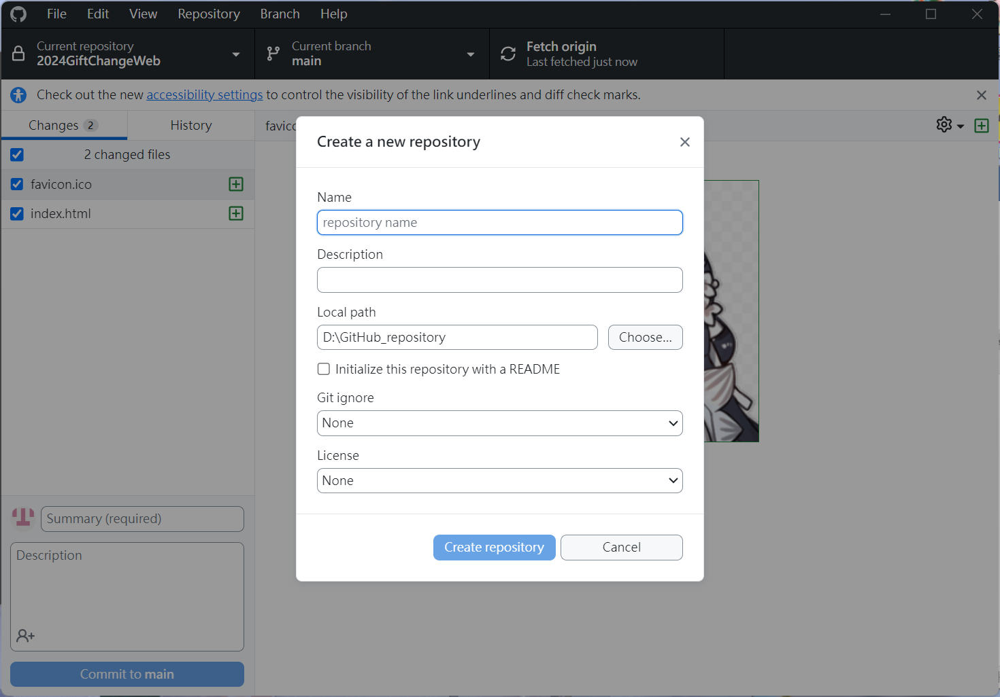 File Edit View Repository Branch Help
Current repository
2024GiftChangeWeb
Current branch
main
Fetch origin
Last fetched just now
Check out the new accessibility settings to control the visibility of the link underlines and diff check marks.
Changes 2
History
2 changed files
favicon.ico
index.html
Summary (required)
Description
Commit to main
Create a new repository
Name
repository name
Description
Local path
D:\GitHub_repository
Choose...
Initialize this repository with a README
Git ignore
None
License
None
Create repository
Cancel